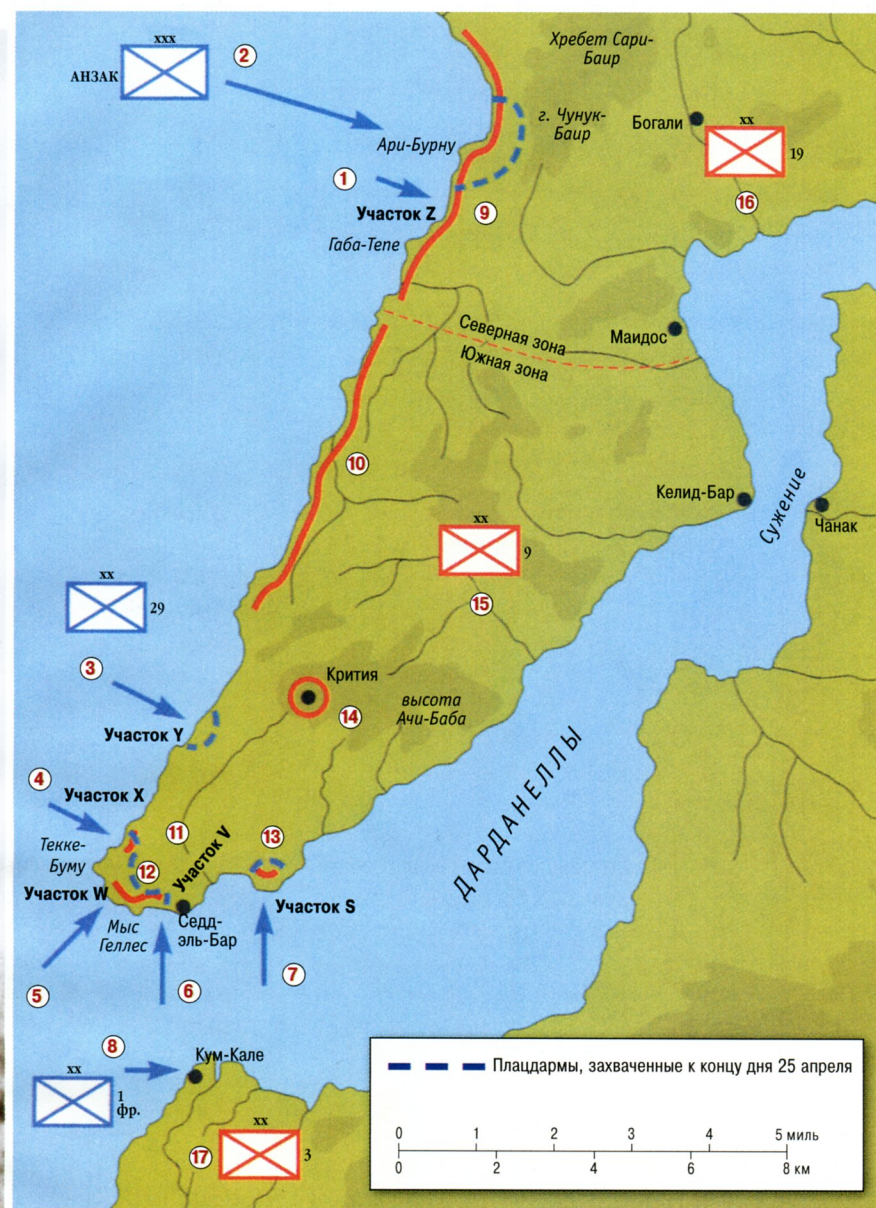 xxx
АНЗАК
2
Хребет Сари-
Баир
г. Чунук-
Баир
Богали
xx
19
16
Ари-Бурну
1
Участок Z
9
Габа-Тепе
Северная зона
Южная зона
Маидос
10
Келид-Бар
Сужение
Чанак
xx
9
15
xx
29
3
Крития
14
высота
Ачи-Баба
Участок Y
4
Участок X
11
13
Текке-
Буму
12
Участок V
Участок W
Участок S
Мыс
Геллес
Седд-
эль-Бар
ДАРДАНЕЛЛЫ
5
6
7
8
Кум-Кале
xx
1
фр.
17
xx
3
Плацдармы, захваченные к концу дня 25 апреля
0 1 2 3 4 5 миль
0 2 4 6 8 км